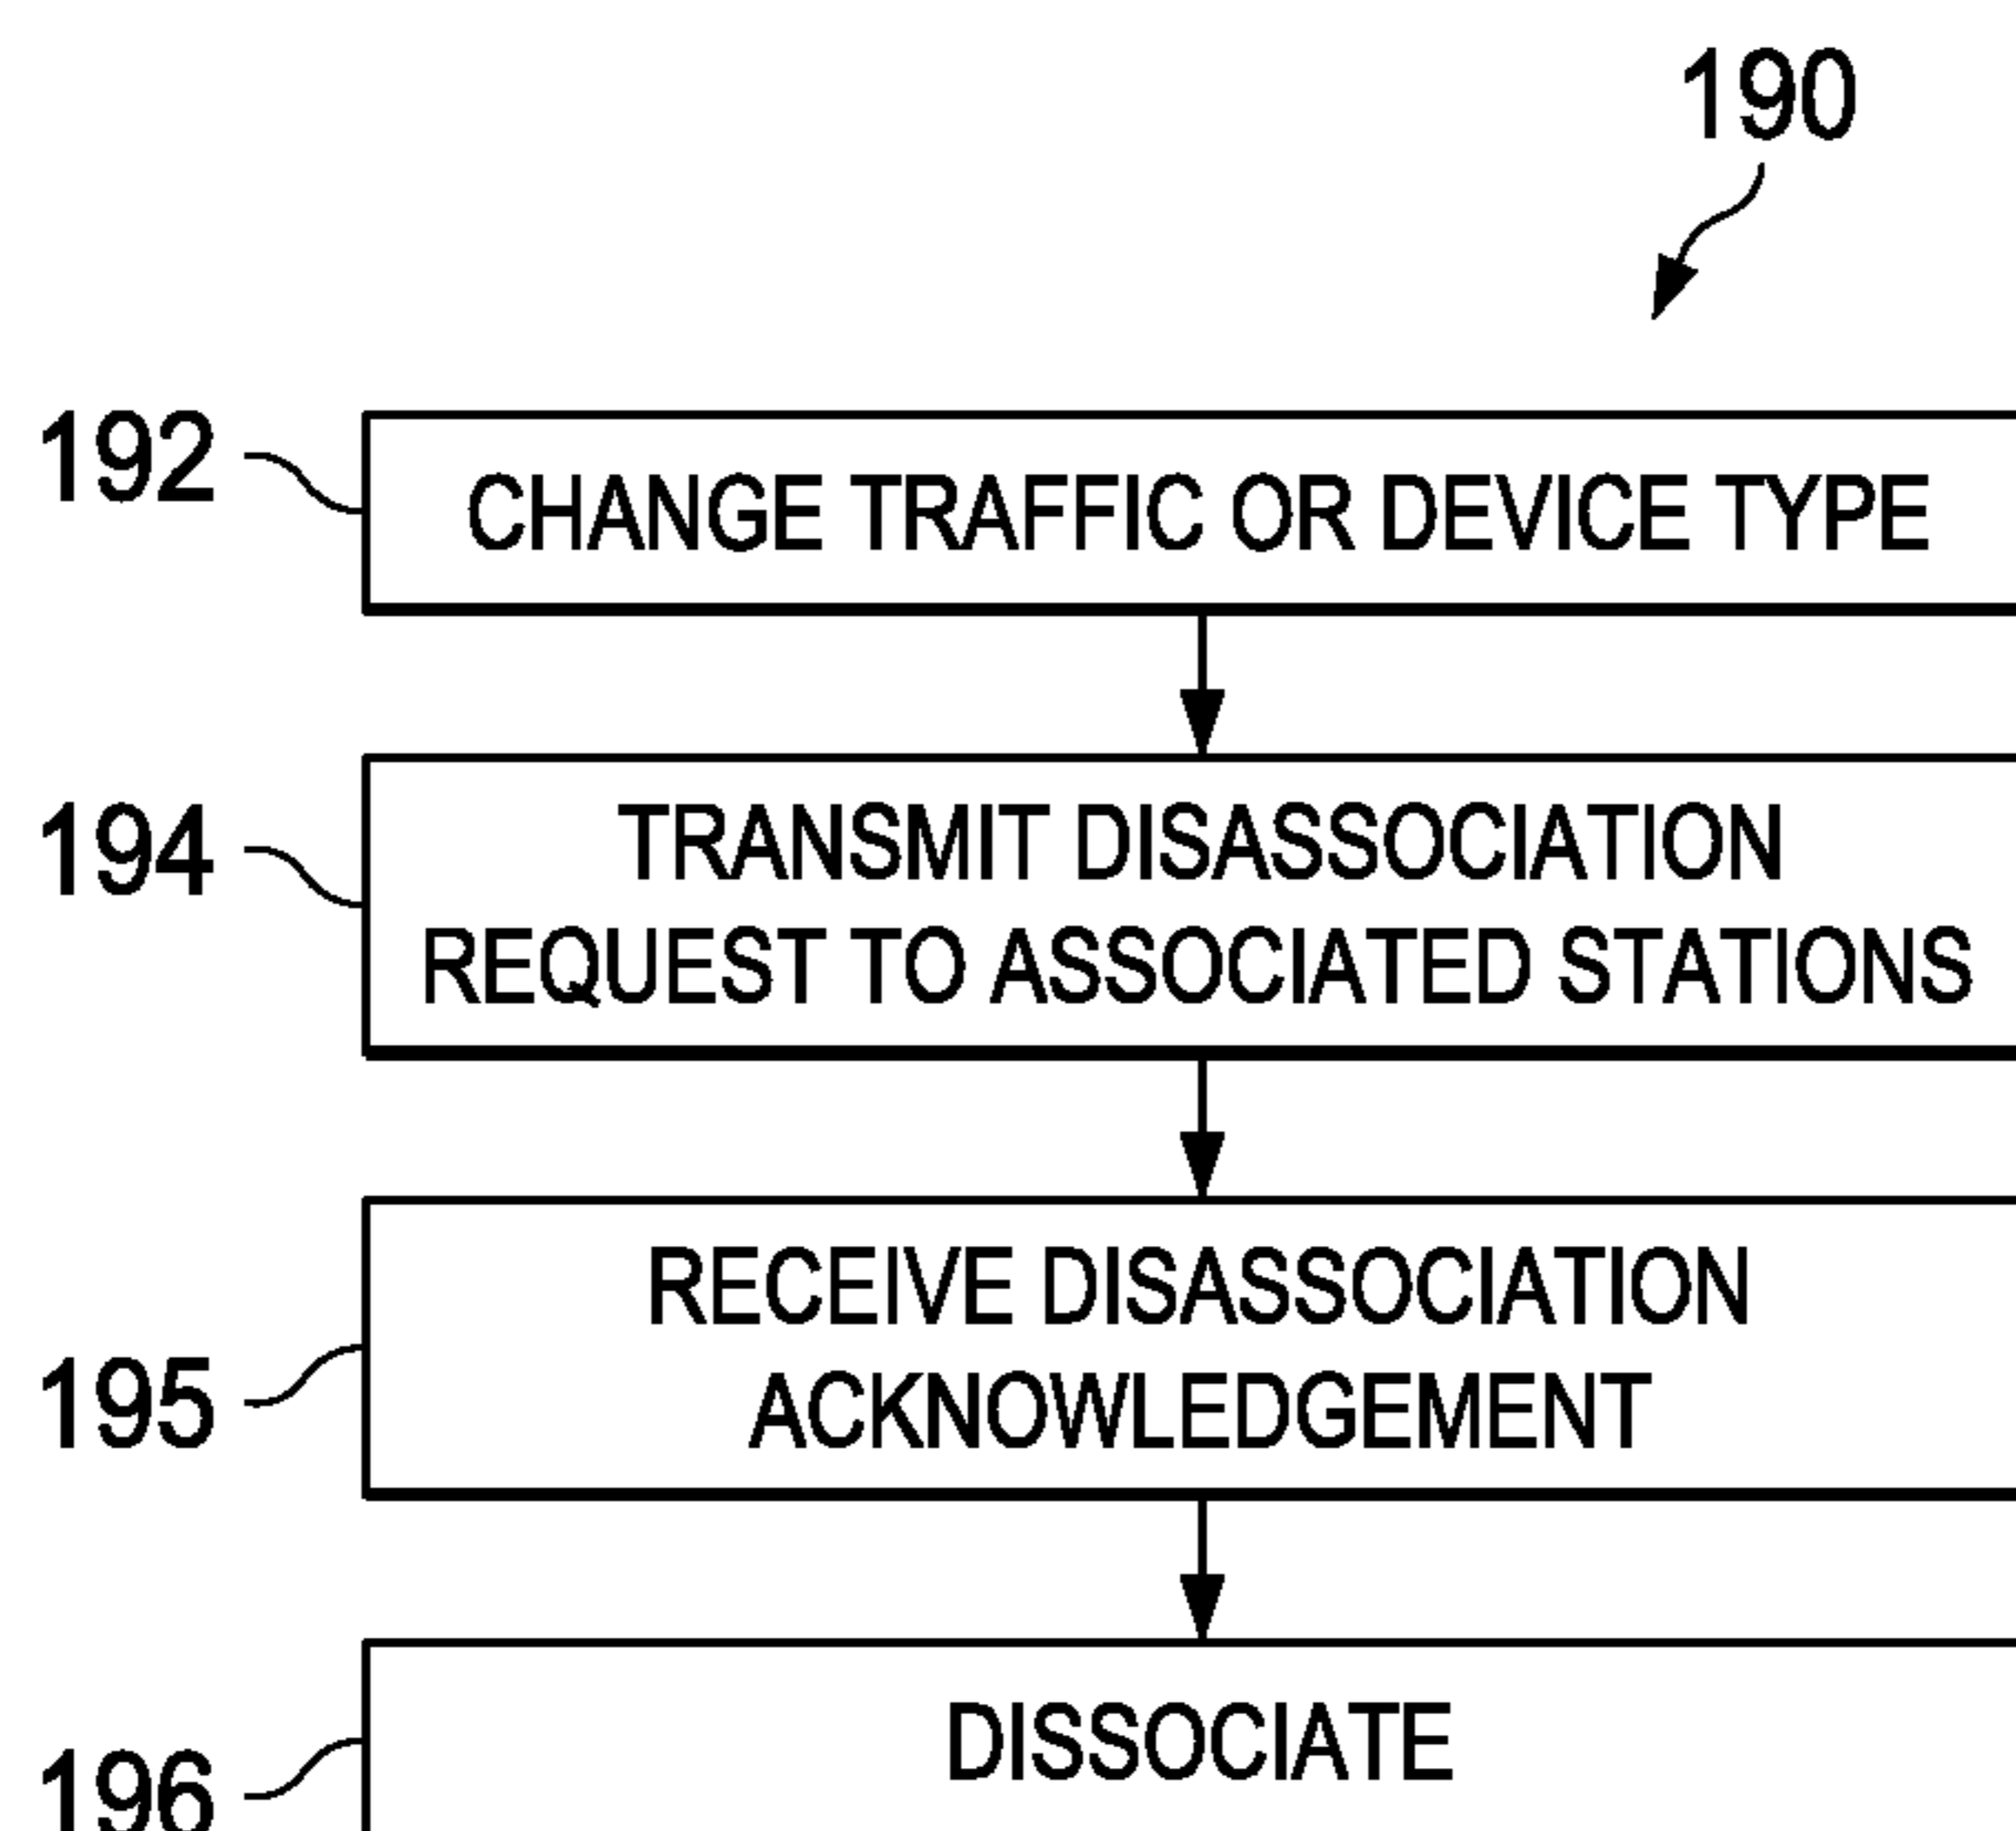 190
192
CHANGE TRAFFIC OR DEVICE TYPE
194
TRANSMIT DISASSOCIATION
REQUEST TO ASSOCIATED STATIONS
195
RECEIVE DISASSOCIATION
ACKNOWLEDGEMENT
196
DISSOCIATE